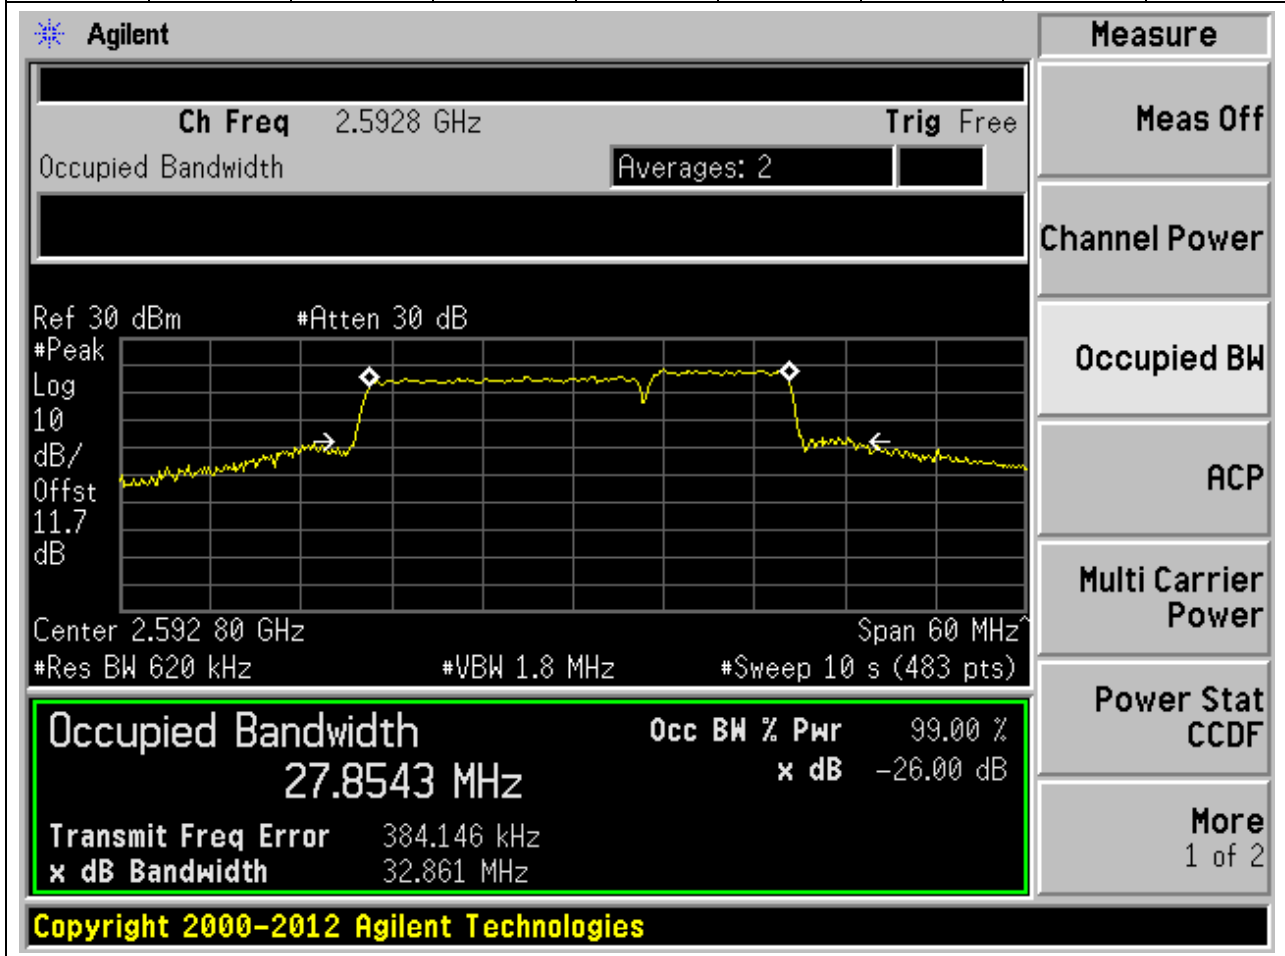 Agilent
Measure
Ch Freq 2.5928 GHz Trig Free
Occupied Bandwidth Averages: 2
Ref 30 dBm #Atten 30 dB
#Peak
Log
10
dB/
Offst
11.7
dB
Center 2.592 80 GHz Span 60 MHz^
#Res BW 620 kHz #VBW 1.8 MHz #Sweep 10 s (483 pts)
Occupied Bandwidth Occ BW % Pwr 99.00 %
27.8543 MHz x dB -26.00 dB
Transmit Freq Error 384.146 kHz
x dB Bandwidth 32.861 MHz
Meas Off
Channel Power
Occupied BW
ACP
Multi Carrier
Power
Power Stat
CCDF
More
1 of 2
Copyright 2000-2012 Agilent Technologies